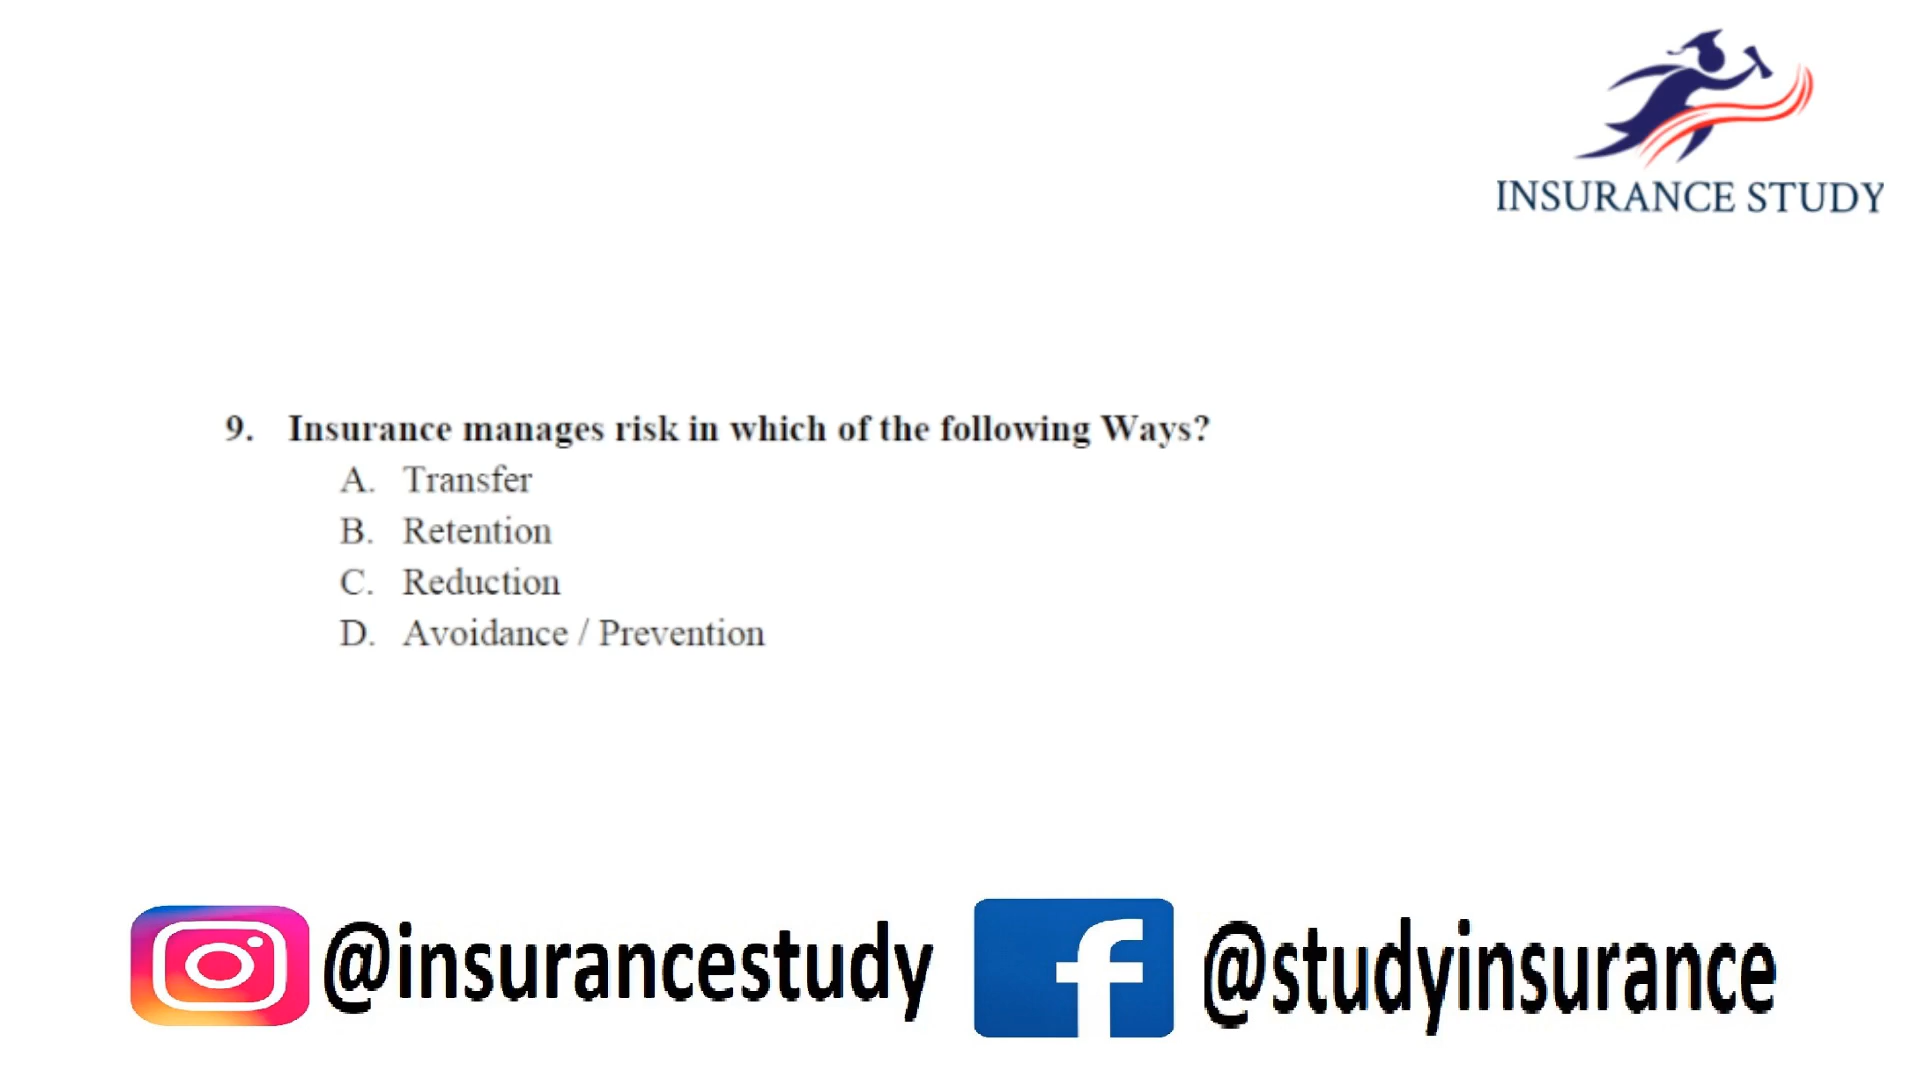 INSURANCE STUDY
9. Insurance manages risk in which of the following Ways?
A. Transfer
B. Retention
C. Reduction
D. Avoidance / Prevention
@insurancestudy
@studyinsurance